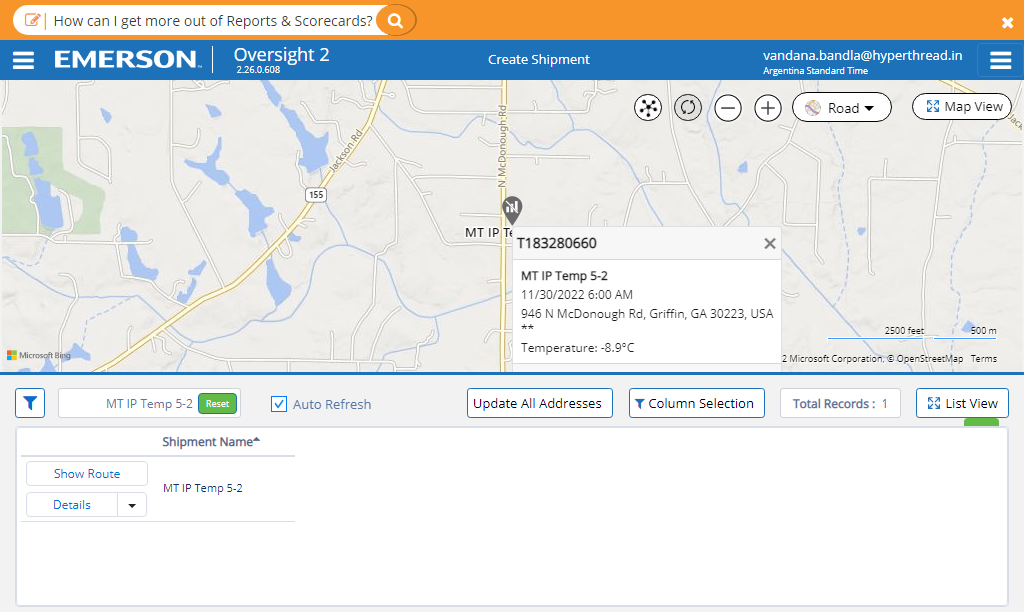 How can I get more out of Reports & Scorecards?
EMERSON
Oversight 2
2.26.0.608
Create Shipment
vandana.bandla@hyperthread.in
Argentina Standard Time
Road
Map View
Jackson Rd
N McDonough Rd
155
MT IP Te
T183280660
MT IP Temp 5-2
11/30/2022 6:00 AM
946 N McDonough Rd, Griffin, GA 30223, USA
**
Temperature: -8.9°C
2500 feet
500 m
Microsoft Bing
2 Microsoft Corporation, © OpenStreetMap Terms
MT IP Temp 5-2
Reset
Auto Refresh
Update All Addresses
Column Selection
Total Records : 1
List View
Shipment Name
Show Route
MT IP Temp 5-2
Details